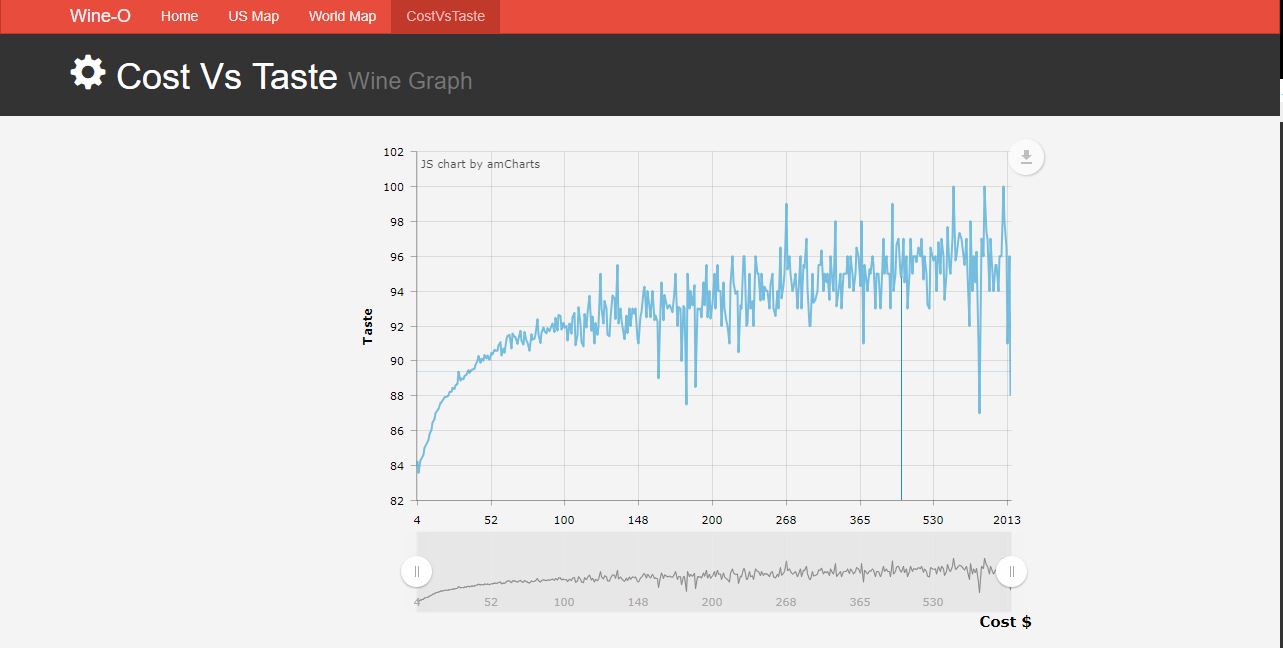 Wine-O Home US Map World Map CostVsTaste
Cost Vs Taste Wine Graph
JS chart by amCharts
102
100
98
96
94
92
90
88
86
84
82
Taste
4 52 100 148 200 268 365 530 2013
4 52 100 148 200 268 365 530
Cost $